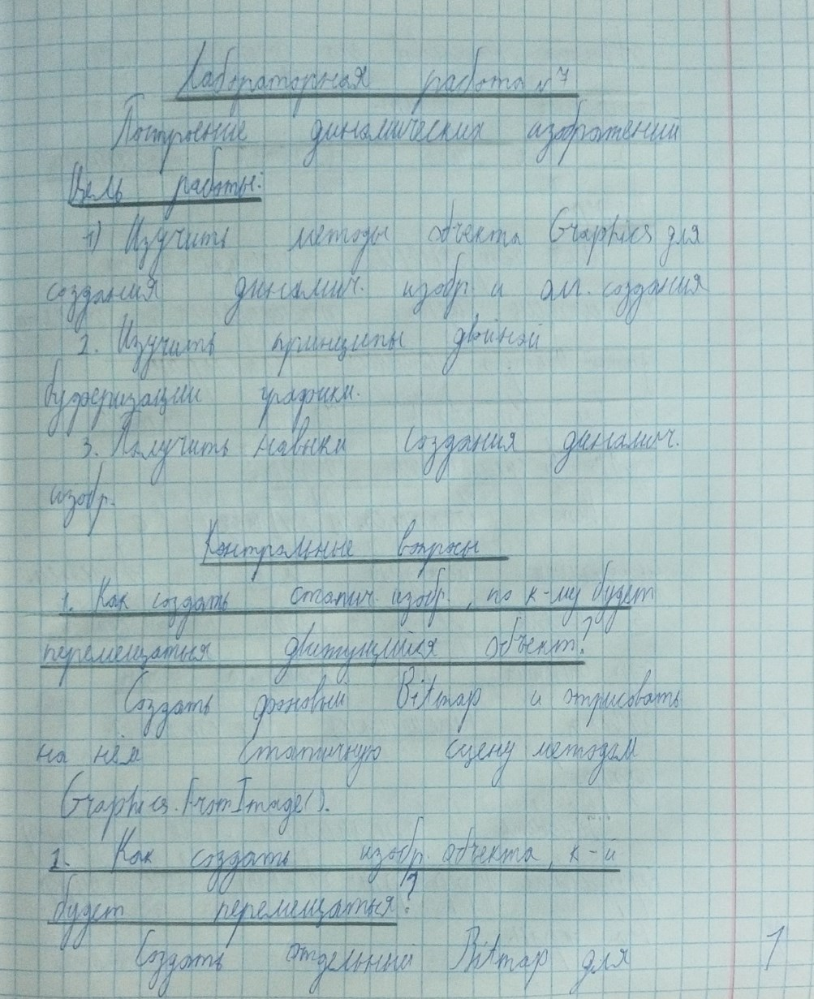 Лабораторная работа №7
Построение динамических изображений
Цель работы:
1) Изучить методы объекта Graphics для
создания динамич. изобр. и ал. создания
2. Изучить принципы двойной
буферизации графики.
3. Получить навыки создания динамич.
изобр.
Контрольные вопросы
1. Как создать статич. изобр., по к-му будет
перемещаться движущийся объект?
Создать фоновый Bitmap и отрисовать
на нём статичную сцену методом
Graphics.FromImage().
2. Как создать изобр. объекта, к-й
будет перемещаться?
Создать отдельный Bitmap для
1